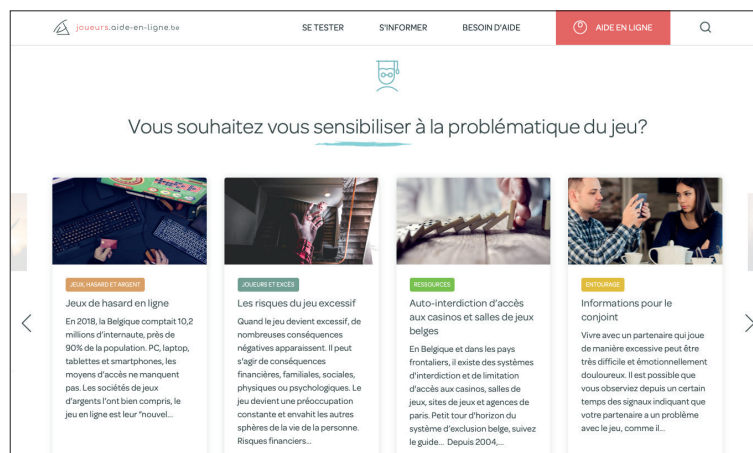 joueurs.aide-en-ligne.be
SE TESTER
S'INFORMER
BESOIN D'AIDE
AIDE EN LIGNE
Vous souhaitez vous sensibiliser à la problématique du jeu?
JEUX, HASARD ET ARGENT
Jeux de hasard en ligne
En 2018, la Belgique comptait 10,2
millions d'internaute, près de
90% de la population. PC, laptop,
tablettes et smartphones, les
moyens d'accès ne manquent
pas. Les sociétés de jeux
d'argents l'ont bien compris, le
jeu en ligne est leur "nouvel...
JOUEURS ET EXCÈS
Les risques du jeu excessif
Quand le jeu devient excessif, de
nombreuses conséquences
négatives apparaissent. Il peut
s'agir de conséquences
financières, familiales, sociales,
physiques ou psychologiques. Le
jeu devient une préoccupation
constante et envahit les autres
sphères de la vie de la personne.
Risques financiers...
RESSOURCES
Auto-interdiction d'accès
aux casinos et salles de jeux
belges
En Belgique et dans les pays
frontaliers, il existe des systèmes
d'interdiction et de limitation
d'accès aux casinos, salles de
jeux, sites de jeux et agences de
paris. Petit tour d'horizon du
système d'exclusion belge, suivez
le guide... Depuis 2004,...
ENTOURAGE
Informations pour le
conjoint
Vivre avec un partenaire qui joue
de manière excessive peut être
très difficile et émotionnellement
douloureux. Il est possible que
vous observiez depuis un certain
temps des signaux indiquant que
votre partenaire a un problème
avec le jeu, comme il...